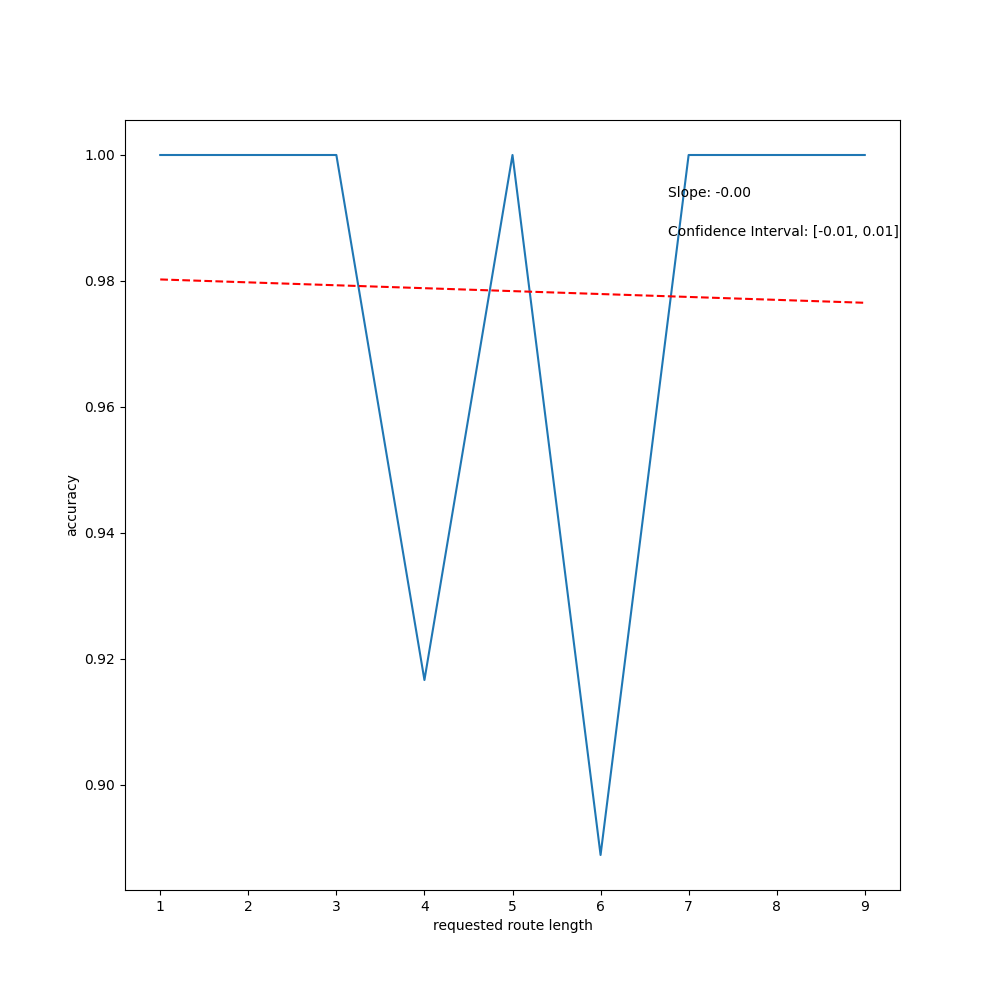 1.00
0.98
0.96
0.94
0.92
0.90
accuracy
Slope: -0.00
Confidence Interval: [-0.01, 0.01]
1 2 3 4 5 6 7 8 9
requested route length